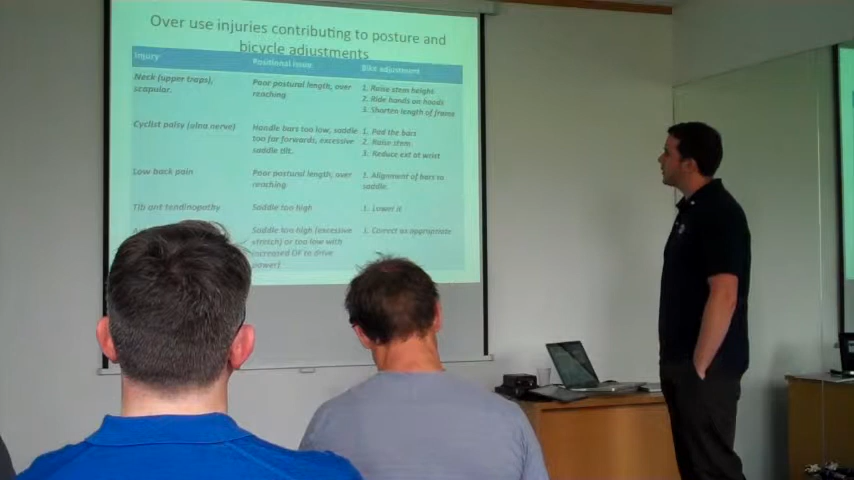 Over use injuries contributing to posture and
bicycle adjustments
Injury Positional issue Bike adjustment
Neck (upper traps), Poor postural length, over 1. Raise stem height
scapular. reaching 2. Ride hands on hoods
3. Shorten length of frame
Cyclist palsy (ulna nerve) Handle bars too low, saddle 1. Pad the bars
too far forwards, excessive 2. Raise stem.
saddle tilt. 3. Reduce ext at wrist
Low back pain Poor postural length, over 1. Alignment of bars to
reaching saddle.
Tib ant tendinopathy Saddle too high 1. Lower it
Saddle too high (excessive 1. Correct as appropriate
stretch) or too low with
increased DF to drive
power)